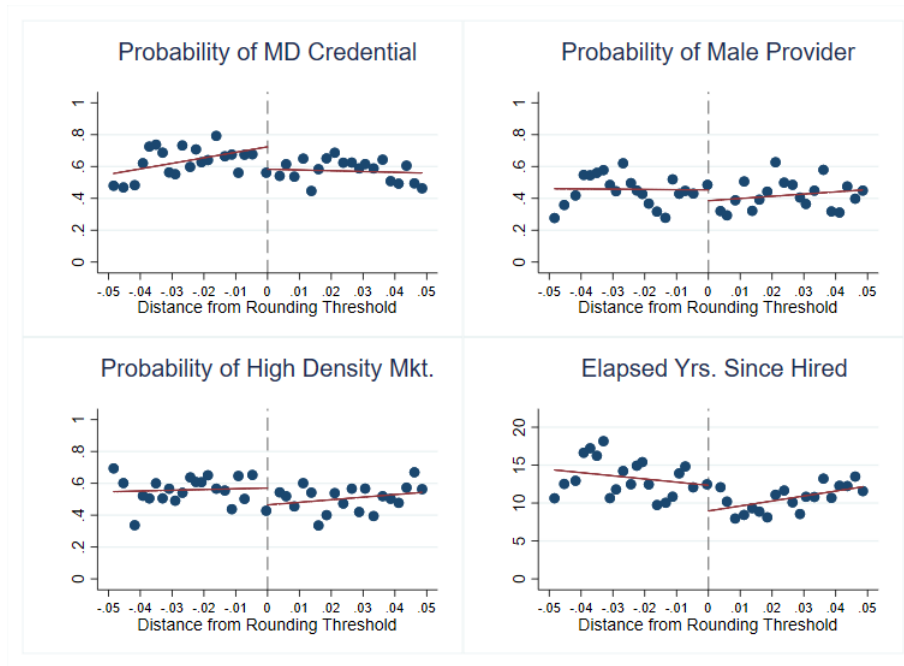 Probability of MD Credential
1
.8
.6
.4
.2
0
-.05 -.04 -.03 -.02 -.01 0 .01 .02 .03 .04 .05
Distance from Rounding Threshold
Probability of Male Provider
1
.8
.6
.4
.2
0
-.05 -.04 -.03 -.02 -.01 0 .01 .02 .03 .04 .05
Distance from Rounding Threshold
Probability of High Density Mkt.
1
.8
.6
.4
.2
0
-.05 -.04 -.03 -.02 -.01 0 .01 .02 .03 .04 .05
Distance from Rounding Threshold
Elapsed Yrs. Since Hired
20
15
10
5
0
-.05 -.04 -.03 -.02 -.01 0 .01 .02 .03 .04 .05
Distance from Rounding Threshold